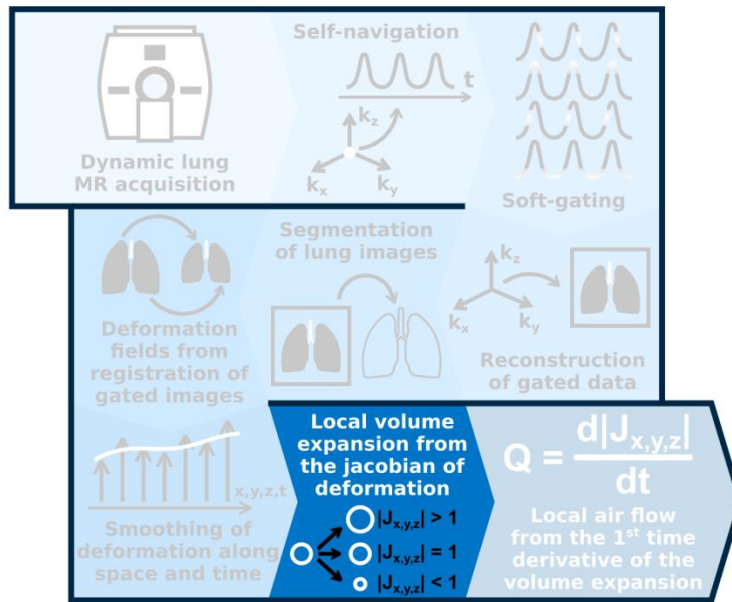 Self-navigation
t
k_z
k_x
k_y
Dynamic lung
MR acquisition
Soft-gating
Segmentation
of lung images
k_z
k_x
k_y
Deformation
fields from
registration of
gated images
Reconstruction
of gated data
Local volume
expansion from
the jacobian of
deformation
|J_x,y,z| > 1
|J_x,y,z| = 1
|J_x,y,z| < 1
Q = d|J_x,y,z|
dt
Local air flow
from the 1st time
derivative of the
volume expansion
x,y,z,t
Smoothing of
deformation along
space and time